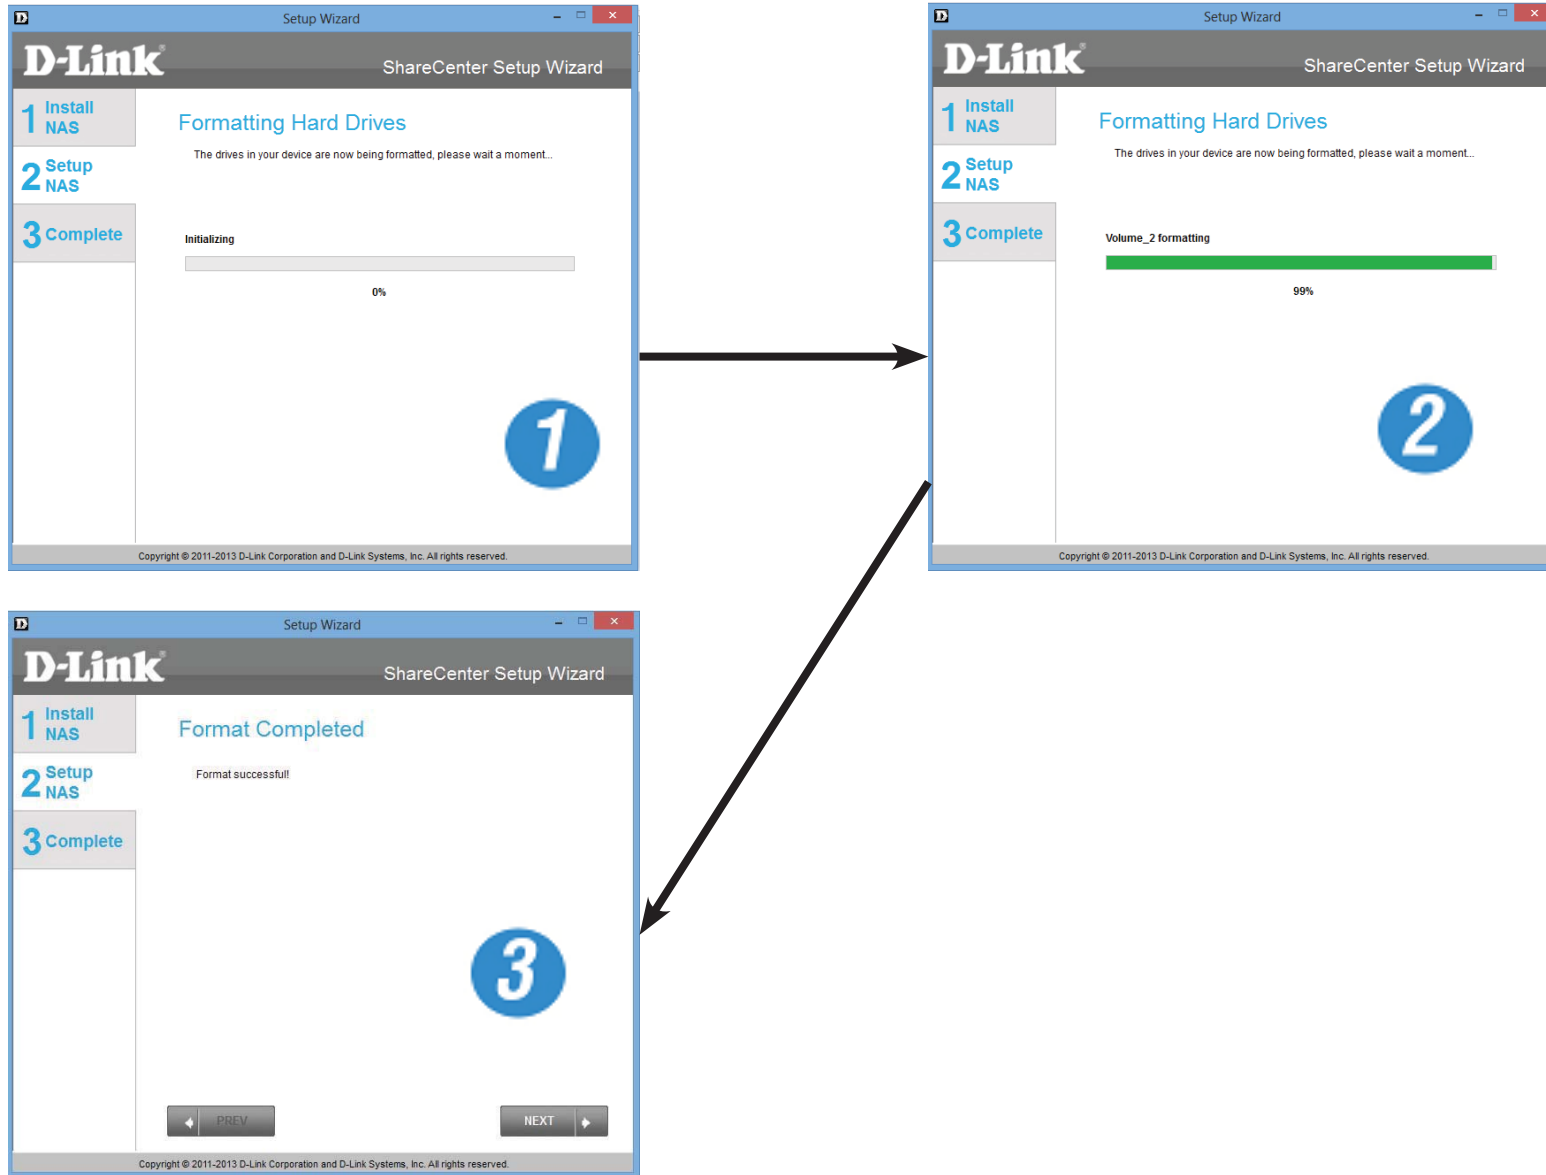 Setup Wizard
D-Link®
ShareCenter Setup Wizard
1 Install
NAS
2 Setup
NAS
3 Complete
Formatting Hard Drives
The drives in your device are now being formatted, please wait a moment...
Initializing
0%
1
Copyright © 2011-2013 D-Link Corporation and D-Link Systems, Inc. All rights reserved.
Setup Wizard
D-Link
ShareCenter Setup Wizard
1 Install
NAS
2 Setup
NAS
3 Complete
Formatting Hard Drives
The drives in your device are now being formatted, please wait a moment...
Volume_2 formatting
99%
2
Copyright © 2011-2013 D-Link Corporation and D-Link Systems, Inc. All rights reserved.
Setup Wizard
D-Link®
ShareCenter Setup Wizard
1 Install
NAS
2 Setup
NAS
3 Complete
Format Completed
Format successful!
3
PREV
NEXT
Copyright © 2011-2013 D-Link Corporation and D-Link Systems, Inc. All rights reserved.